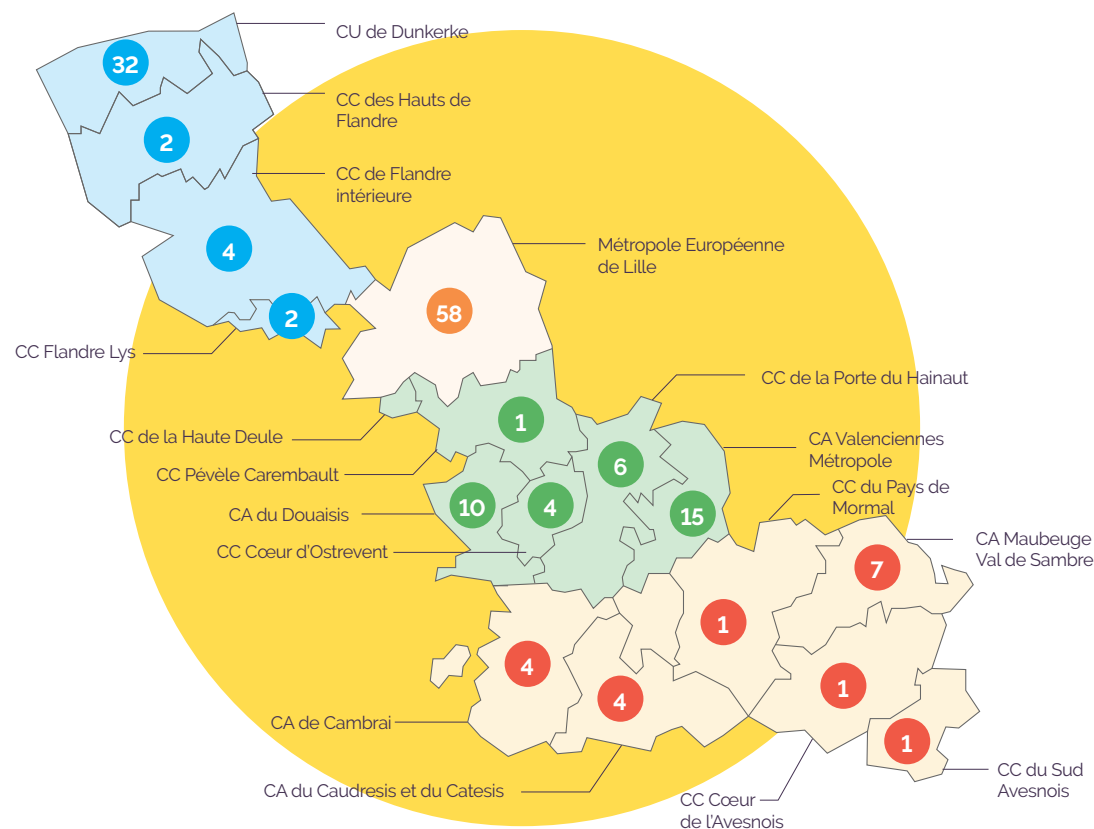 CU de Dunkerke
32
CC des Hauts de
Flandre
2
CC de Flandre
intérieure
4
Métropole Européenne
de Lille
58
2
CC Flandre Lys
CC de la Porte du Hainaut
1
CC de la Haute Deule
CA Valenciennes
Métropole
6
CC Pévèle Carembault
CC du Pays de
Mormal
10
4
15
CA du Douaisis
CC Cœur d'Ostrevent
CA Maubeuge
Val de Sambre
7
1
4
1
4
CA de Cambrai
1
CC du Sud
Avesnois
CA du Caudresis et du Catesis
CC Cœur
de l'Avesnois